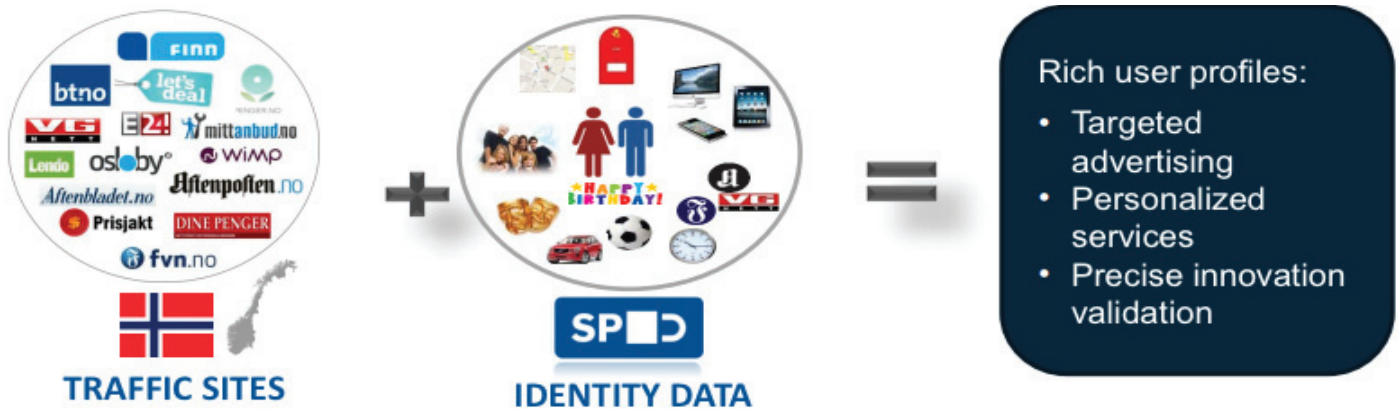 FINN
bt.no
let's
deal
PENGER.NO
VG
NETT
E24!
mittanbud.no
Lendo
osloby
WiMP
Aftenbladet.no
Aftenposten.no
Prisjakt
DINE PENGER
fvn.no
TRAFFIC SITES
+
HAPPY
BIRTHDAY!
A
F
VG
NETT
SPiD
IDENTITY DATA
=
Rich user profiles:
• Targeted
advertising
• Personalized
services
• Precise innovation
validation